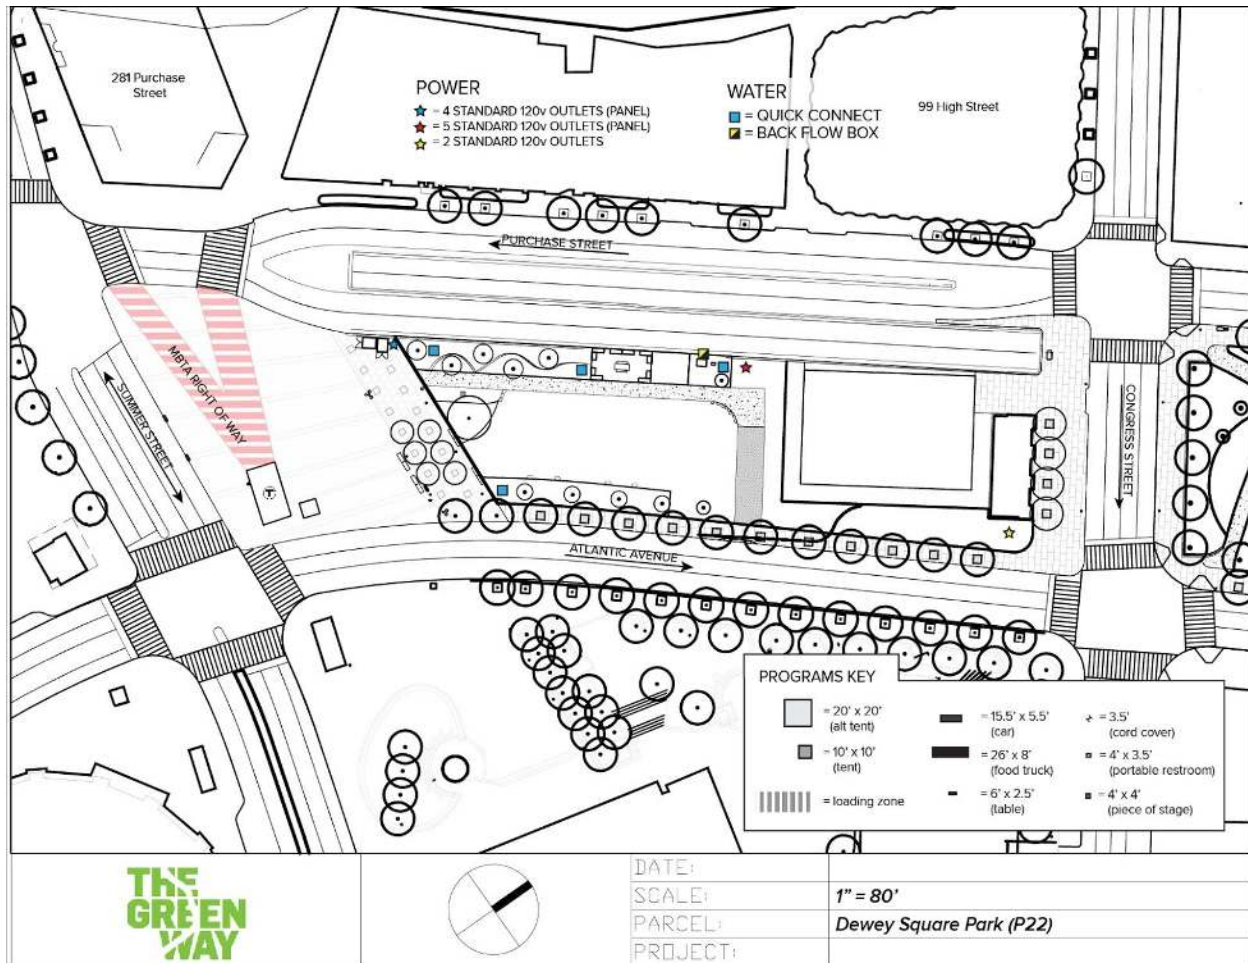 281 Purchase
Street
POWER
= 4 STANDARD 120v OUTLETS (PANEL)
= 5 STANDARD 120v OUTLETS (PANEL)
= 2 STANDARD 120v OUTLETS
WATER
= QUICK CONNECT
= BACK FLOW BOX
99 High Street
PURCHASE STREET
MBTA RIGHT OF WAY
SUMMER STREET
T
CONGRESS STREET
ATLANTIC AVENUE
PROGRAMS KEY
= 20' x 20'
(alt tent)
= 10' x 10'
(tent)
= loading zone
= 15.5' x 5.5'
(car)
= 26' x 8'
(food truck)
= 6' x 2.5'
(table)
= 3.5'
(cord cover)
= 4' x 3.5'
(portable restroom)
= 4' x 4'
(piece of stage)
THE
GREEN
WAY
DATE:
SCALE: 1" = 80'
PARCEL: Dewey Square Park (P22)
PROJECT: